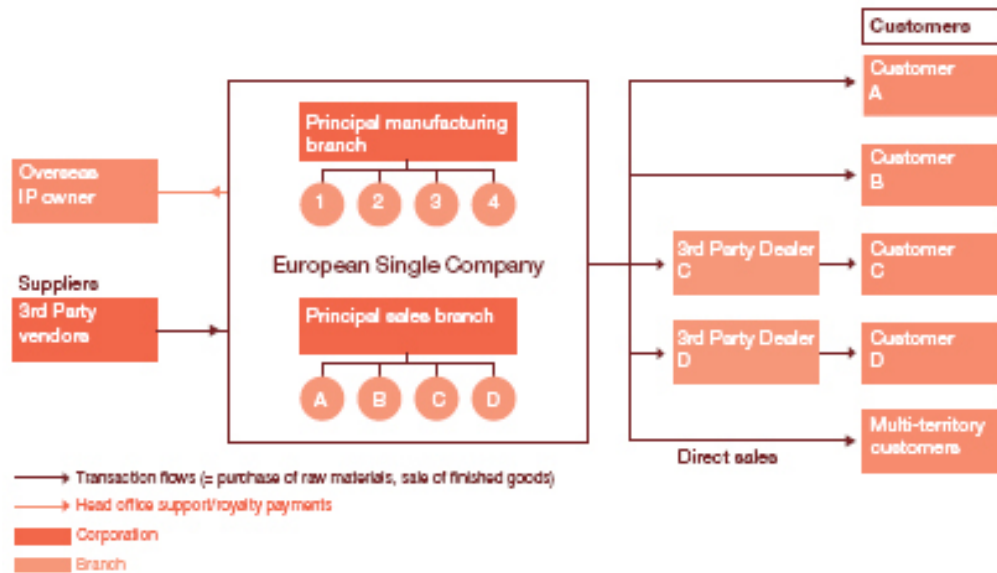 Customers
Customer
A
Principal manufacturing
branch
Overseas
IP owner
1 2 3 4
Customer
B
European Single Company
3rd Party Dealer
C
Customer
C
Suppliers
3rd Party
vendors
Principal sales branch
3rd Party Dealer
D
Customer
D
A B C D
Multi-territory
customers
Direct sales
Transaction flows (= purchase of raw materials, sale of finished goods)
Head office support/royalty payments
Corporation
Branch